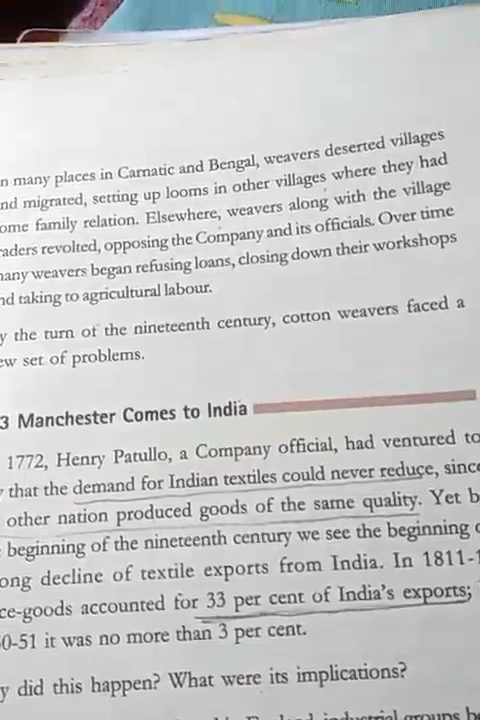 n many places in Carnatic and Bengal, weavers deserted villages
nd migrated, setting up looms in other villages where they had
ome family relation. Elsewhere, weavers along with the village
raders revolted, opposing the Company and its officials. Over time
many weavers began refusing loans, closing down their workshops
nd taking to agricultural labour.
y the turn of the nineteenth century, cotton weavers faced a
ew set of problems.
3 Manchester Comes to India
1772, Henry Patullo, a Company official, had ventured to
y that the demand for Indian textiles could never reduce, since
other nation produced goods of the same quality. Yet b
beginning of the nineteenth century we see the beginning o
ong decline of textile exports from India. In 1811-1
ce-goods accounted for 33 per cent of India's exports;
0-51 it was no more than 3 per cent.
y did this happen? What were its implications?
industrial groups be